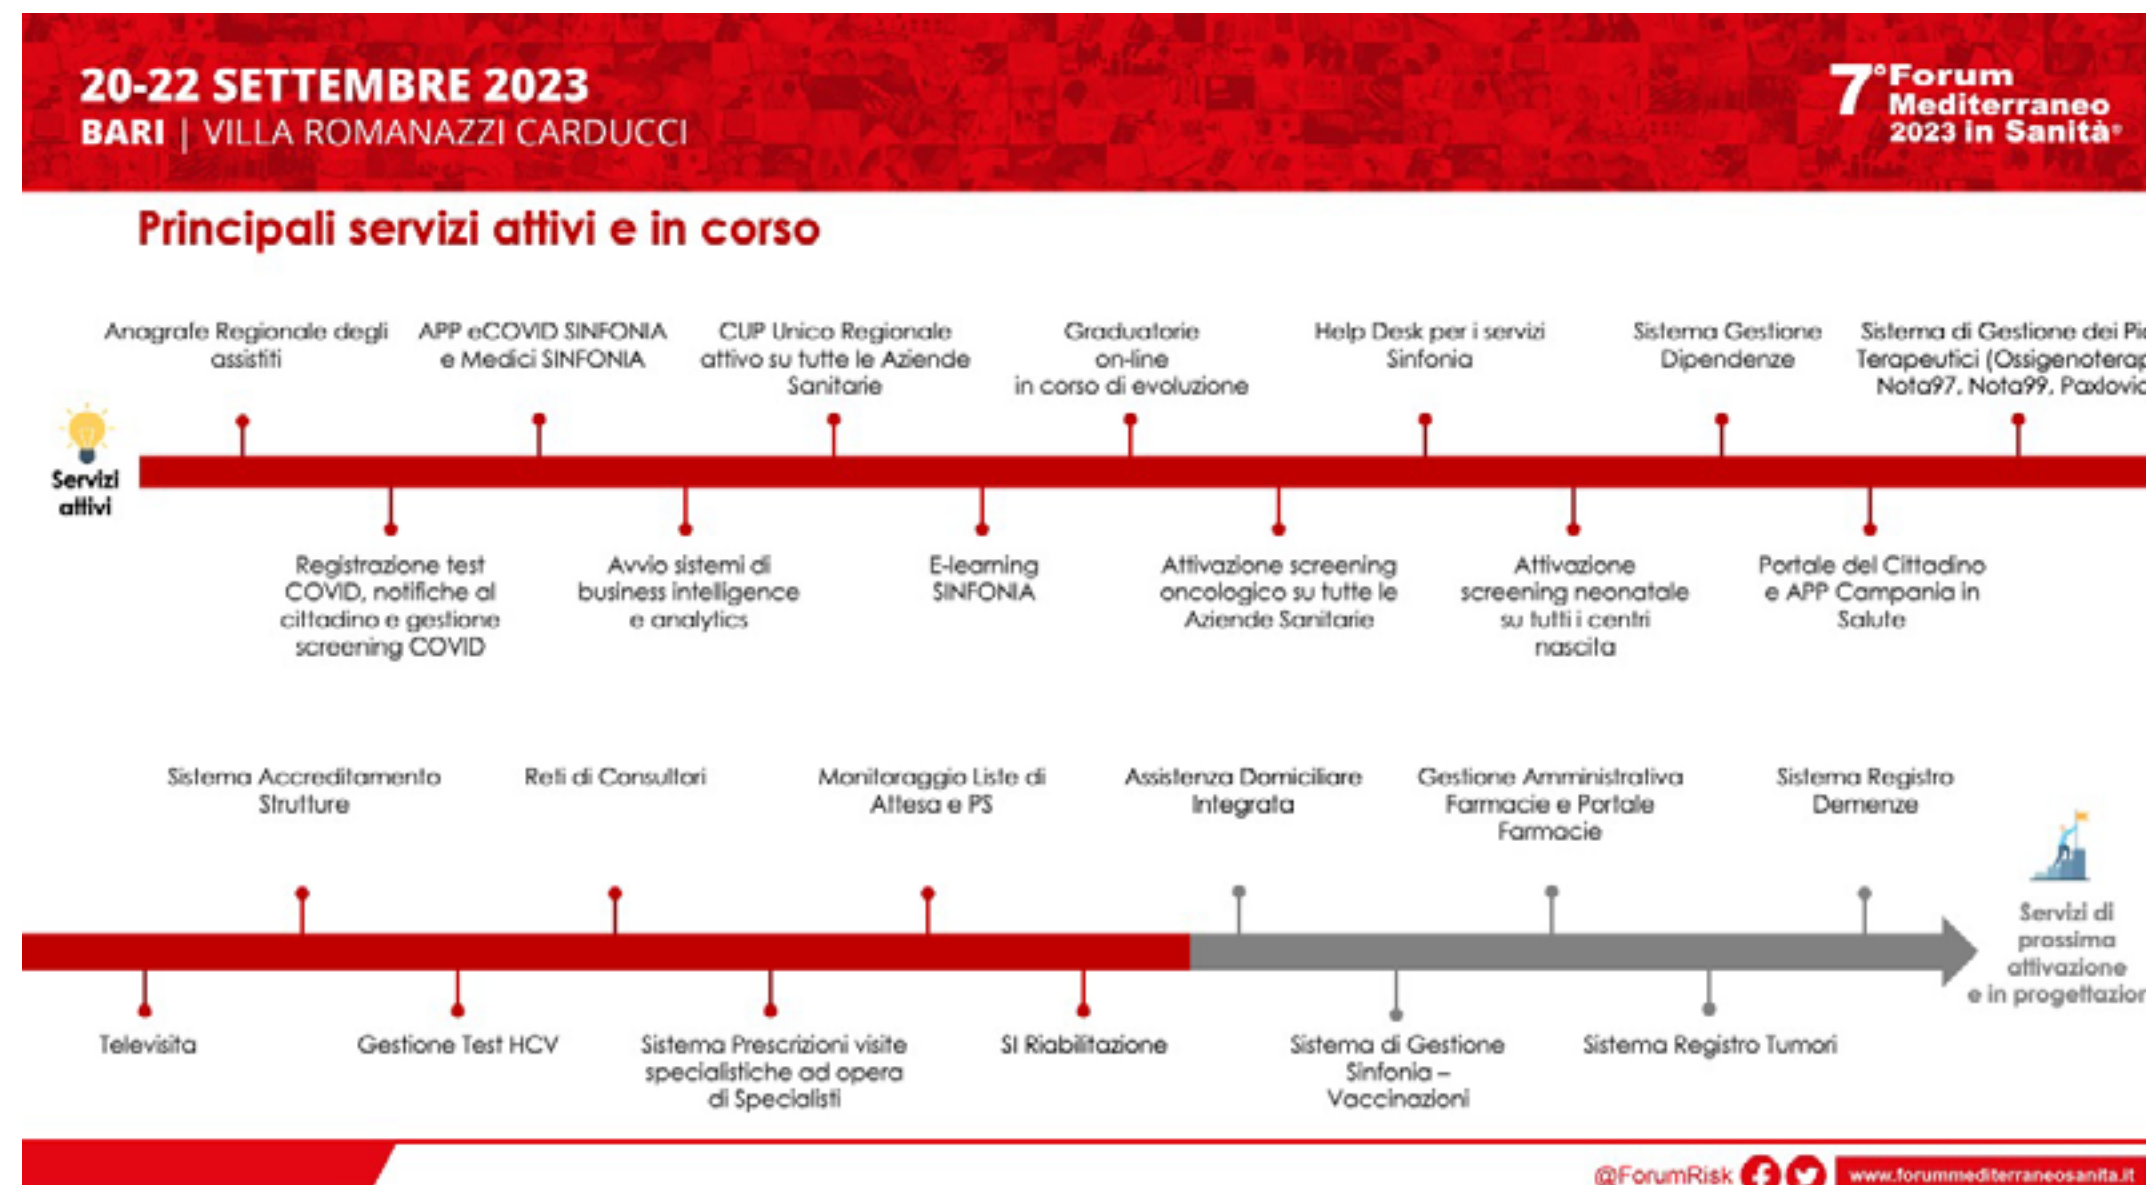 20-22 SETTEMBRE 2023
BARI | VILLA ROMANAZZI CARDUCCI
7° Forum
Mediterraneo
2023 in Sanità®
Principali servizi attivi e in corso
Anagrafe Regionale degli
assistiti
APP eCOVID SINFONIA
e Medici SINFONIA
CUP Unico Regionale
attivo su tutte le Aziende
Sanitarie
Graduatorie
on-line
in corso di evoluzione
Help Desk per i servizi
Sinfonia
Sistema Gestione
Dipendenze
Sistema di Gestione dei
Terapeutici
Nota97, Nota99,
Servizi
attivi
Registrazione test
COVID, notifiche al
cittadino e gestione
screening COVID
Avvio sistemi di
business intelligence
e analytics
E-learning
SINFONIA
Attivazione screening
oncologico su tutte le
Aziende Sanitarie
Attivazione
screening neonatale
su tutti i centri
nascita
Portale del Cittadino
e APP Campania in
Salute
Sistema Accreditamento
Strutture
Reti di Consultori
Monitoraggio Liste di
Attesa e PS
Assistenza Domiciliare
Integrata
Gestione Amministrativa
Farmacie e Portale
Farmacie
Sistema Registro
Demenze
Servizi di
prossima
attivazione
e in
Televisita
Gestione Test HCV
Sistema Prescrizioni visite
specialistiche ad opera
di Specialisti
SI Riabilitazione
Sistema di Gestione
Sinfonia –
Vaccinazioni
Sistema Registro Tumori
@ForumRisk
www.forummediterraneosanita.it